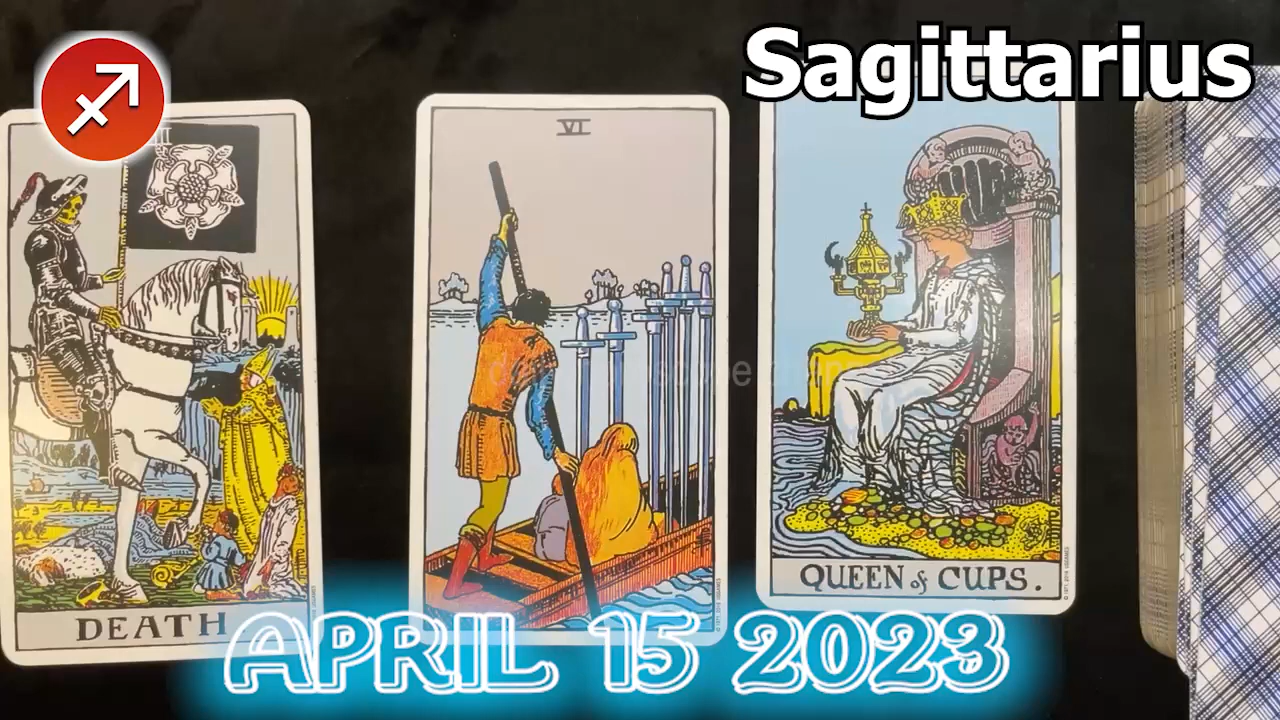 Sagittarius
VI
DEATH
QUEEN of CUPS.
APRIL 15 2023